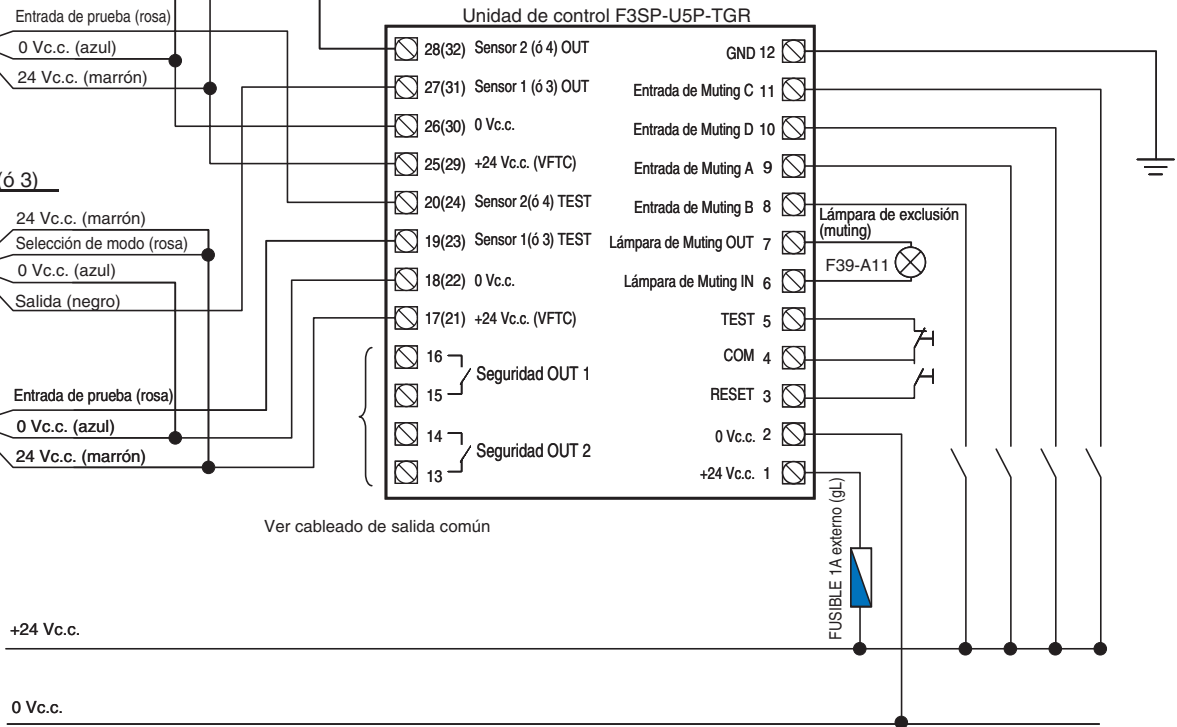 Unidad de control F3SP-U5P-TGR
Entrada de prueba (rosa)
0 Vc.c. (azul)
24 Vc.c. (marrón)
(ó 3)
24 Vc.c. (marrón)
Selección de modo (rosa)
0 Vc.c. (azul)
Salida (negro)
Entrada de prueba (rosa)
0 Vc.c. (azul)
24 Vc.c. (marrón)
28(32) Sensor 2 (ó 4) OUT
27(31) Sensor 1 (ó 3) OUT
26(30) 0 Vc.c.
25(29) +24 Vc.c. (VFTC)
20(24) Sensor 2(ó 4) TEST
19(23) Sensor 1(ó 3) TEST
18(22) 0 Vc.c.
17(21) +24 Vc.c. (VFTC)
16
Seguridad OUT 1
15
14
Seguridad OUT 2
13
GND 12
Entrada de Muting C 11
Entrada de Muting D 10
Entrada de Muting A 9
Entrada de Muting B 8
Lámpara de Muting OUT 7
Lámpara de Muting IN 6
TEST 5
COM 4
RESET 3
0 Vc.c. 2
+24 Vc.c. 1
Lámpara de exclusión
(muting)
F39-A11
FUSIBLE 1A externo (gL)
Ver cableado de salida común
+24 Vc.c.
0 Vc.c.